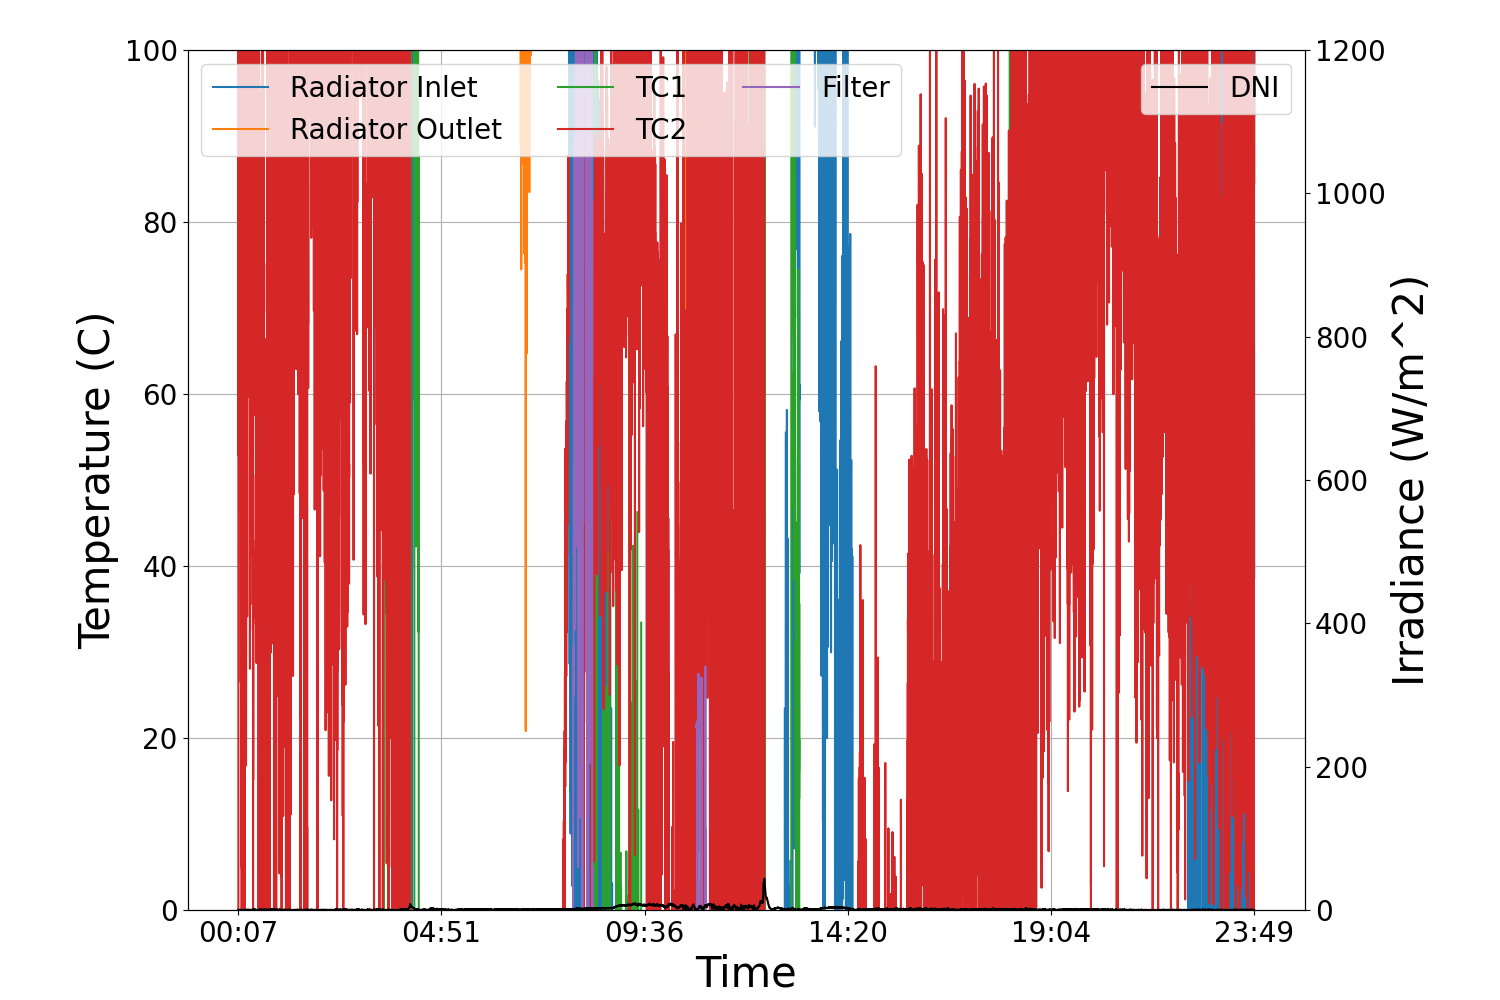 100
80
60
40
20
0
Temperature (C)
Radiator Inlet
Radiator Outlet
TC1
TC2
Filter
DNI
1200
1000
800
600
400
200
0
Irradiance (W/m^2)
00:07 04:51 09:36 14:20 19:04 23:49
Time